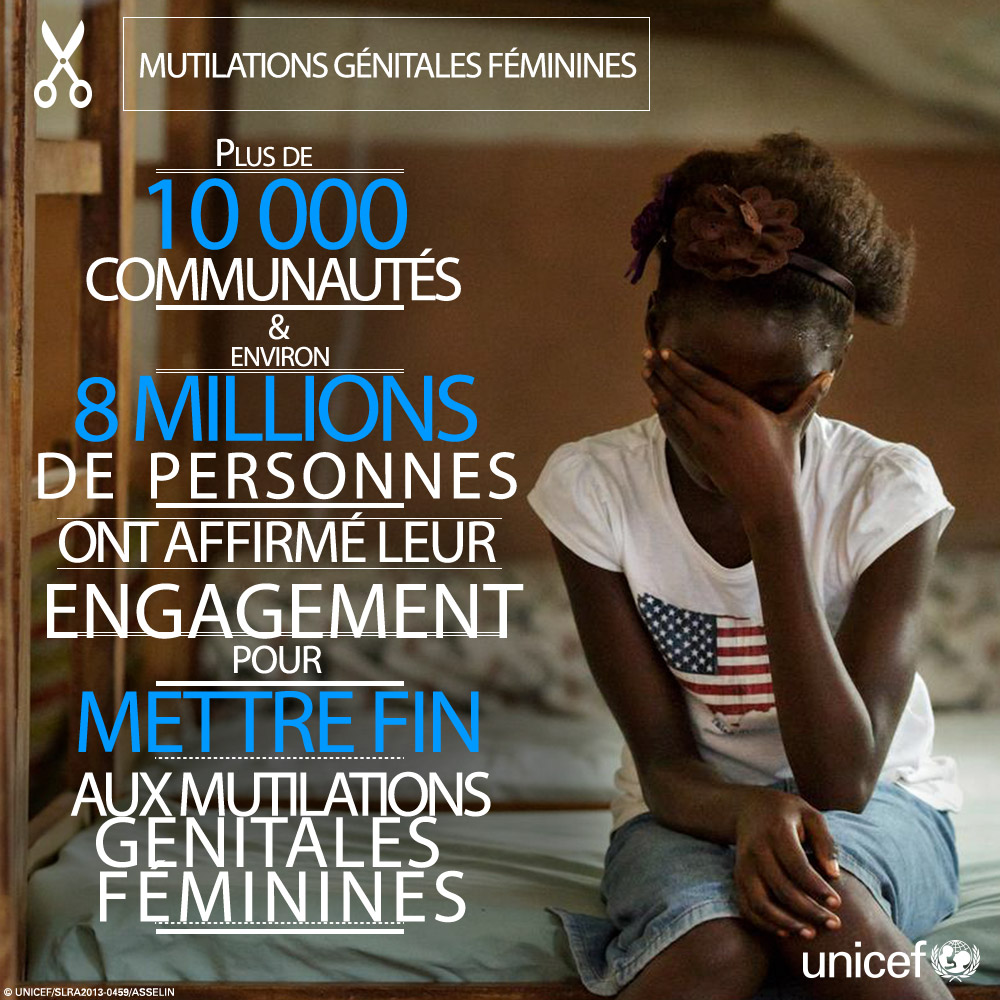 MUTILATIONS GÉNITALES FÉMININES
PLUS DE
10 000
COMMUNAUTÉS
&
ENVIRON
8 MILLIONS
DE PERSONNES
ONT AFFIRMÉ LEUR
ENGAGEMENT
POUR
METTRE FIN
AUX MUTILATIONS
GÉNITALES
FÉMININES
unicef
© UNICEF/SLRA2013-0459/ASSELIN